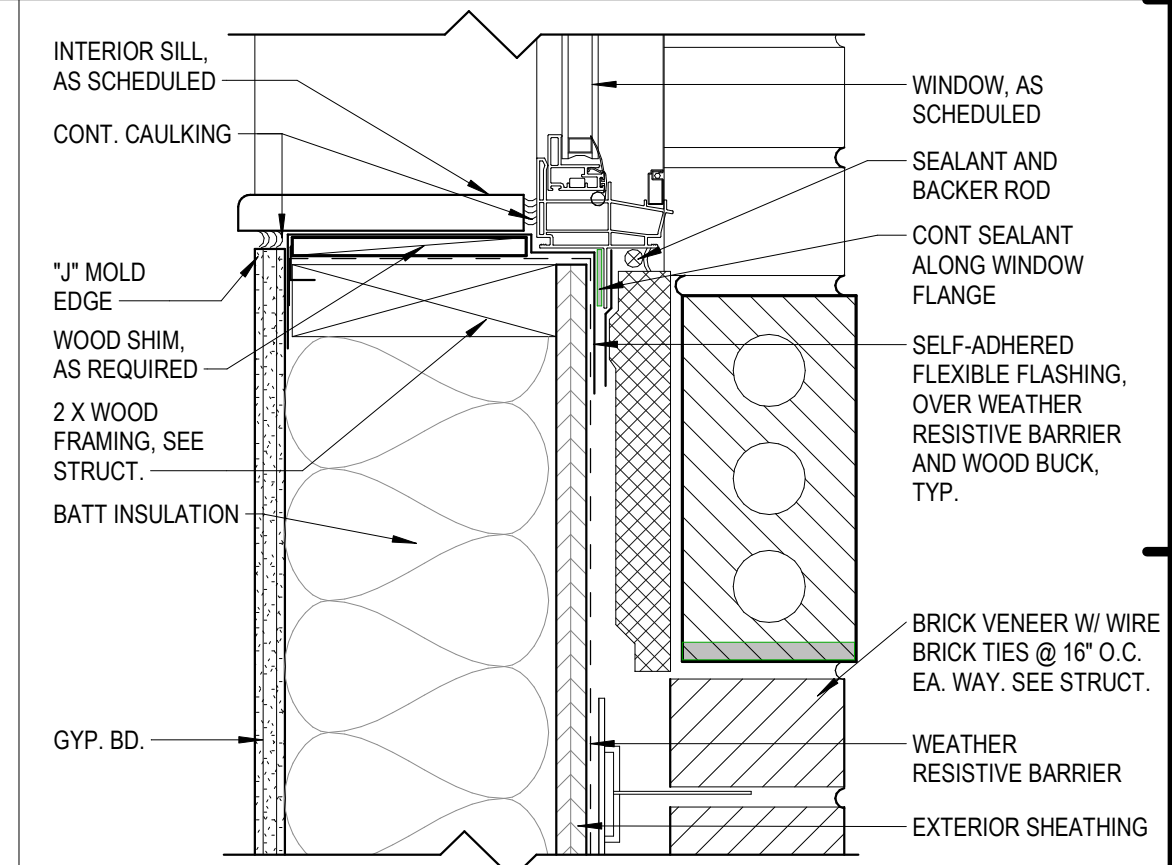 INTERIOR SILL,
AS SCHEDULED
CONT. CAULKING
"J" MOLD
EDGE
WOOD SHIM,
AS REQUIRED
2 X WOOD
FRAMING, SEE
STRUCT.
BATT INSULATION
GYP. BD.
WINDOW, AS
SCHEDULED
SEALANT AND
BACKER ROD
CONT SEALANT
ALONG WINDOW
FLANGE
SELF-ADHERED
FLEXIBLE FLASHING,
OVER WEATHER
RESISTIVE BARRIER
AND WOOD BUCK,
TYP.
BRICK VENEER W/ WIRE
BRICK TIES @ 16" O.C.
EA. WAY. SEE STRUCT.
WEATHER
RESISTIVE BARRIER
EXTERIOR SHEATHING